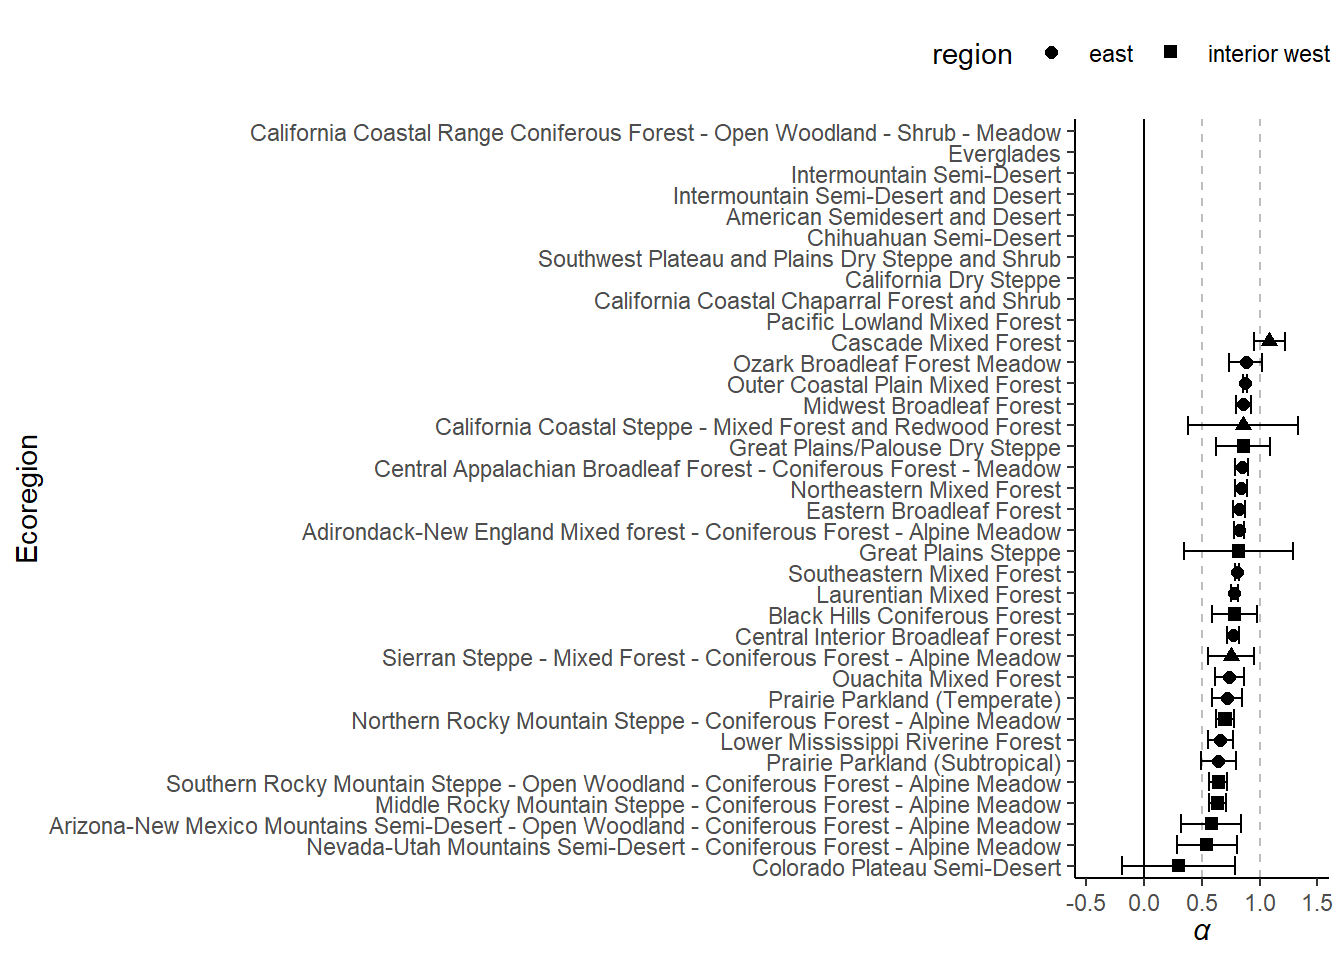 region east interior west
California Coastal Range Coniferous Forest - Open Woodland - Shrub - Meadow
Everglades
Intermountain Semi-Desert
Intermountain Semi-Desert and Desert
American Semidesert and Desert
Chihuahuan Semi-Desert
Southwest Plateau and Plains Dry Steppe and Shrub
California Dry Steppe
California Coastal Chaparral Forest and Shrub
Pacific Lowland Mixed Forest
Cascade Mixed Forest
Ozark Broadleaf Forest Meadow
Outer Coastal Plain Mixed Forest
Midwest Broadleaf Forest
California Coastal Steppe - Mixed Forest and Redwood Forest
Great Plains/Palouse Dry Steppe
Central Appalachian Broadleaf Forest - Coniferous Forest - Meadow
Northeastern Mixed Forest
Eastern Broadleaf Forest
Adirondack-New England Mixed forest - Coniferous Forest - Alpine Meadow
Great Plains Steppe
Southeastern Mixed Forest
Laurentian Mixed Forest
Black Hills Coniferous Forest
Central Interior Broadleaf Forest
Sierran Steppe - Mixed Forest - Coniferous Forest - Alpine Meadow
Ouachita Mixed Forest
Prairie Parkland (Temperate)
Northern Rocky Mountain Steppe - Coniferous Forest - Alpine Meadow
Lower Mississippi Riverine Forest
Prairie Parkland (Subtropical)
Southern Rocky Mountain Steppe - Open Woodland - Coniferous Forest - Alpine Meadow
Middle Rocky Mountain Steppe - Coniferous Forest - Alpine Meadow
Arizona-New Mexico Mountains Semi-Desert - Open Woodland - Coniferous Forest - Alpine Meadow
Nevada-Utah Mountains Semi-Desert - Coniferous Forest - Alpine Meadow
Colorado Plateau Semi-Desert
Ecoregion
-0.5 0.0 0.5 1.0 1.5
α